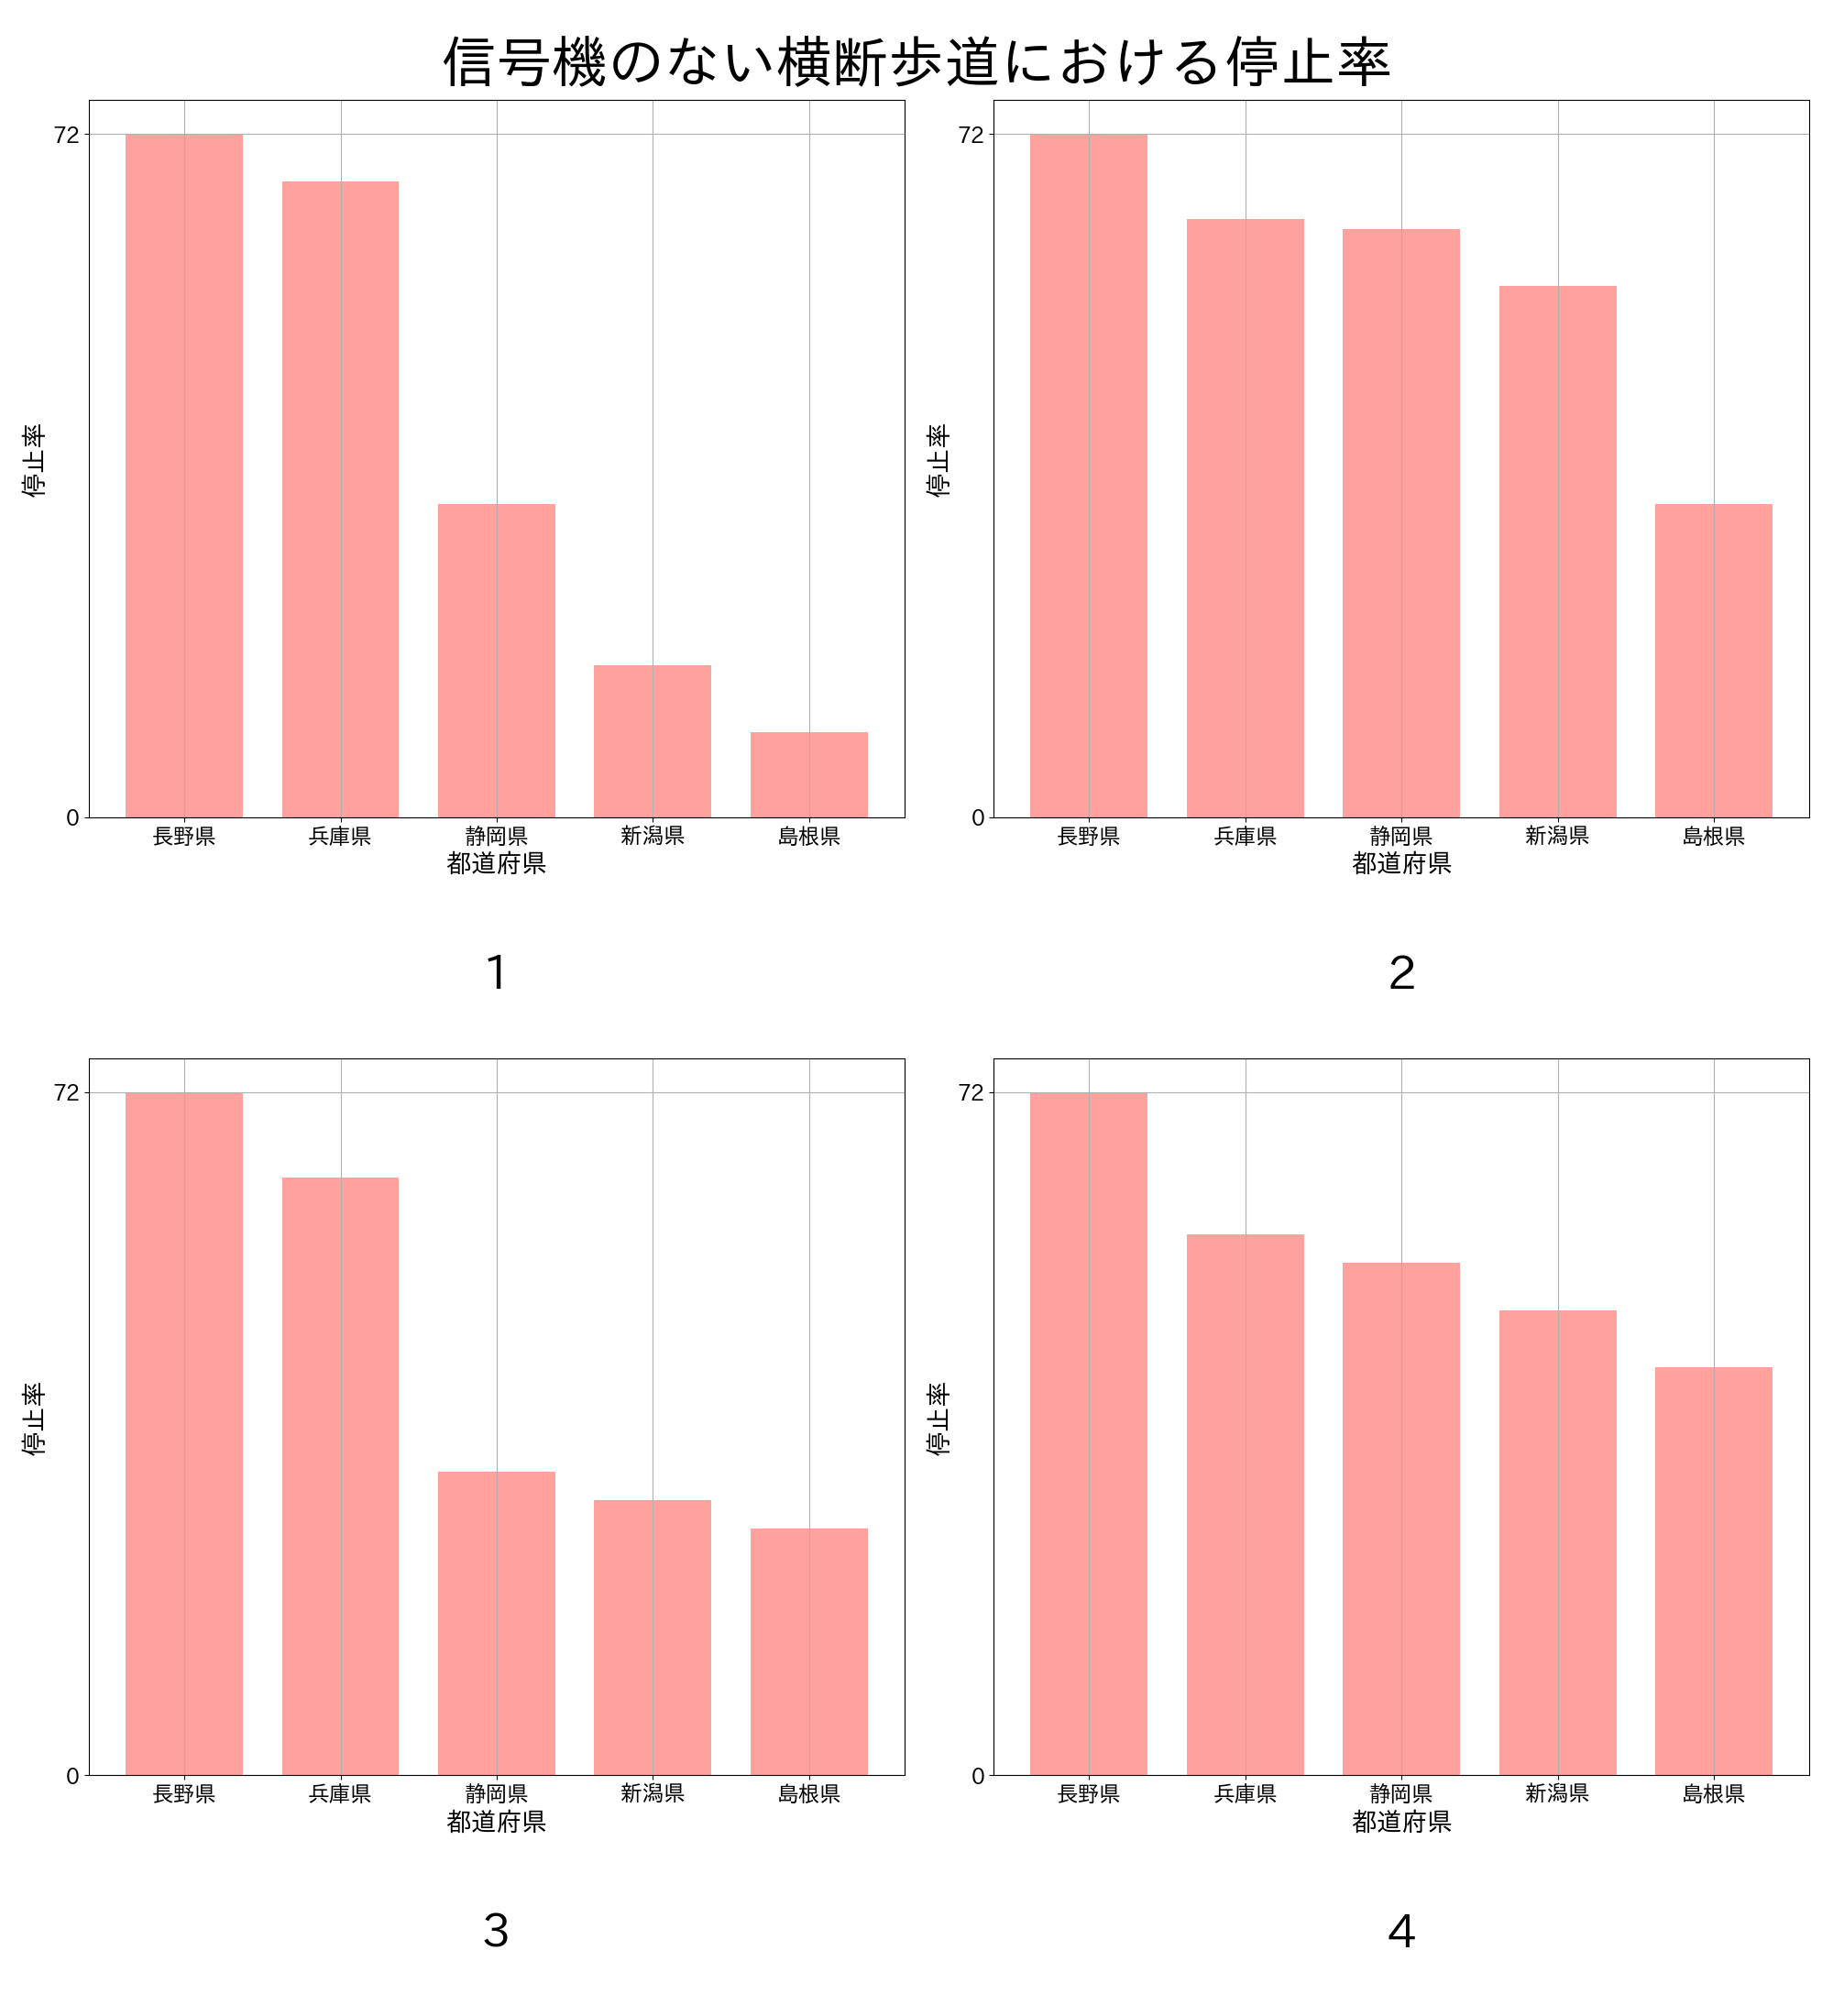 信号機のない横断歩道における停止率
72
停止率
0
長野県 兵庫県 静岡県 新潟県 島根県
都道府県
1
72
停止率
0
長野県 兵庫県 静岡県 新潟県 島根県
都道府県
2
72
停止率
0
長野県 兵庫県 静岡県 新潟県 島根県
都道府県
3
72
停止率
0
長野県 兵庫県 静岡県 新潟県 島根県
都道府県
4